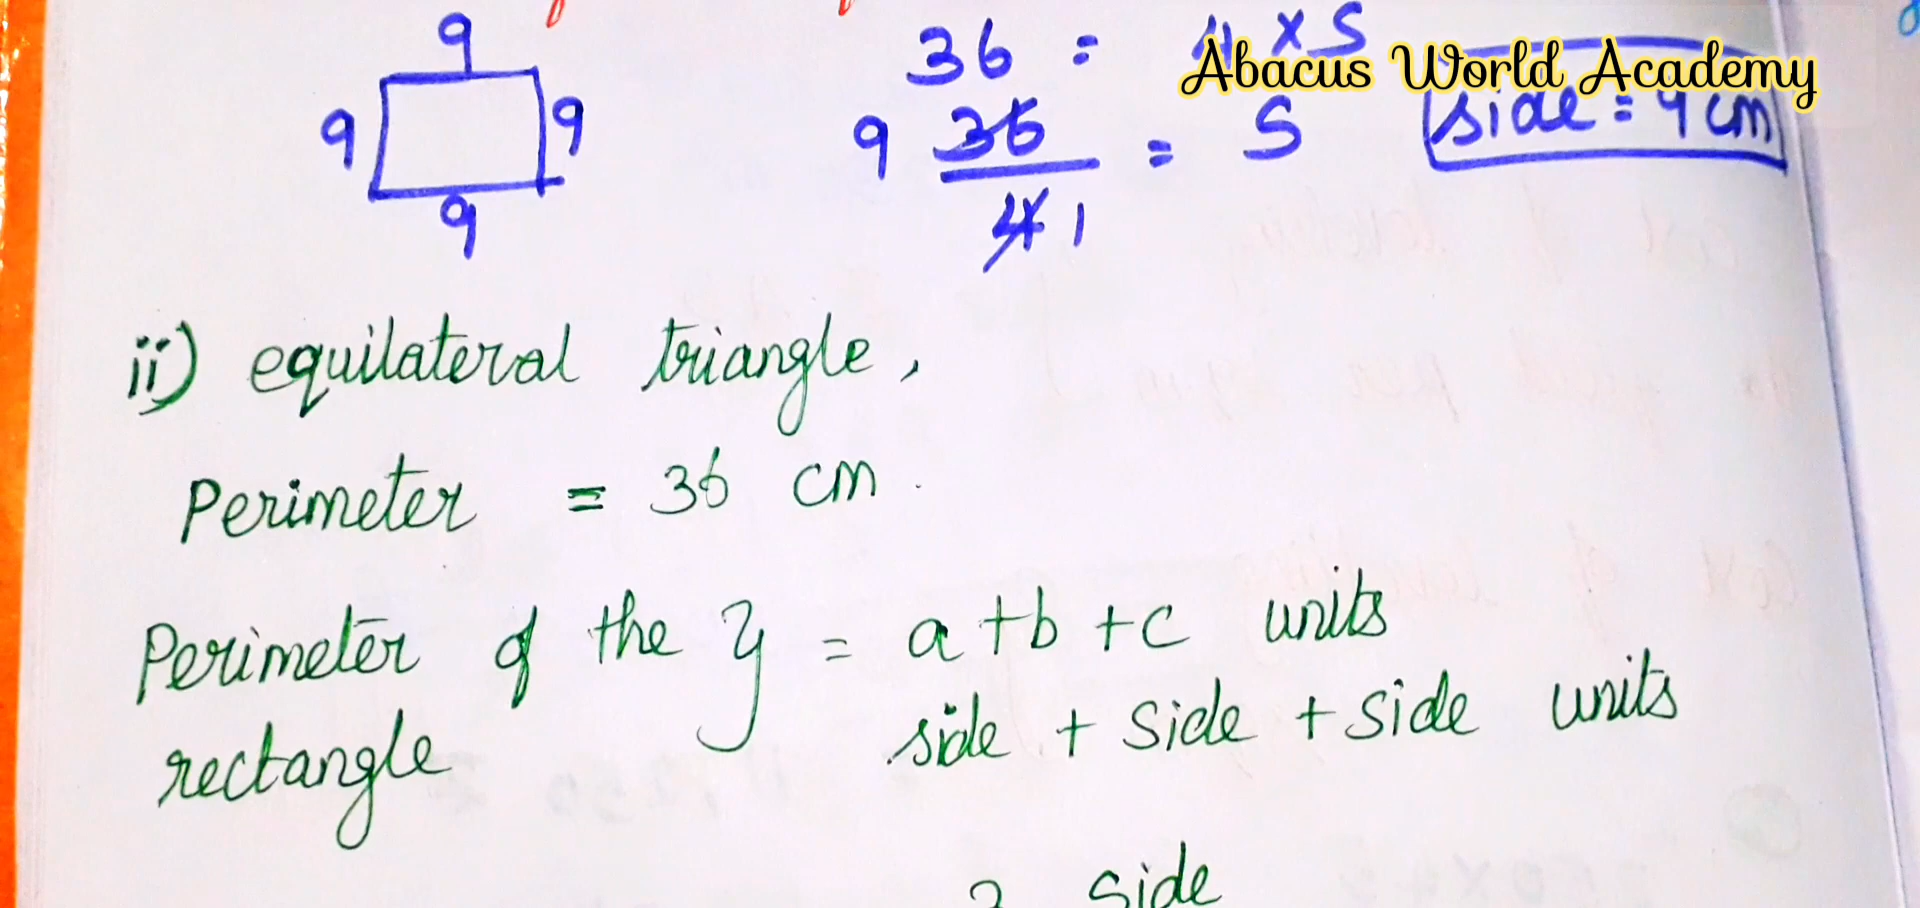 9
36 = 4 x S
Abacus World Academy
9 9
9 36 = S side = 9 cm
9
4 1
ii) equilateral triangle,
Perimeter = 36 cm.
Perimeter of the } = a + b + c units
rectangle side + side + side units
side